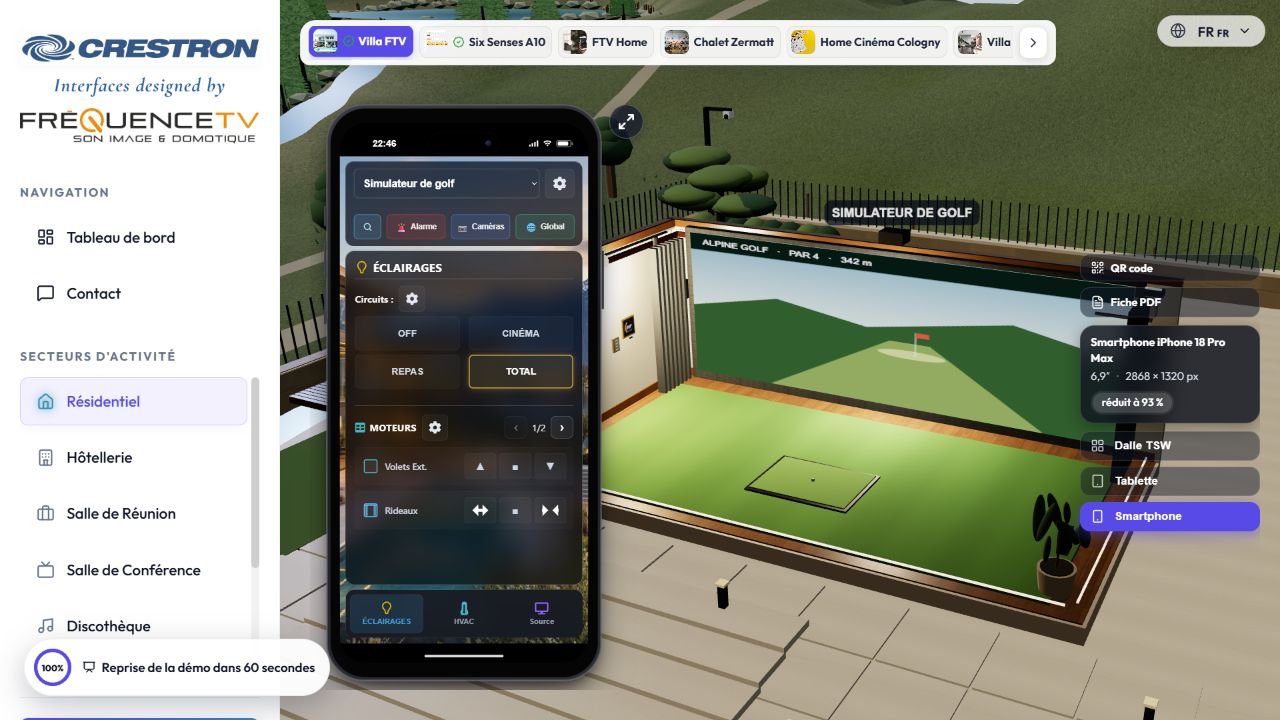 CRESTRON
Interfaces designed by
FRÉQUENCETV
SON IMAGE & DOMOTIQUE
NAVIGATION
Tableau de bord
Contact
SECTEURS D'ACTIVITÉ
Résidentiel
Hôtellerie
Salle de Réunion
Salle de Conférence
Discothèque
100%
Reprise de la démo dans 60 secondes
Villa FTV
Six Senses A10
FTV Home
Chalet Zermatt
Home Cinéma Cologny
Villa
FR FR
22:46
Simulateur de golf
Alarme
Caméras
Global
ÉCLAIRAGES
Circuits :
OFF
CINÉMA
REPAS
TOTAL
MOTEURS
1/2
Volets Ext.
Rideaux
ÉCLAIRAGES
HVAC
Source
SIMULATEUR DE GOLF
ALPINE GOLF - PAR 4 - 342 m
QR code
Fiche PDF
Smartphone iPhone 18 Pro
Max
6,9" · 2868 × 1320 px
réduit à 93 %
Dalle TSW
Tablette
Smartphone